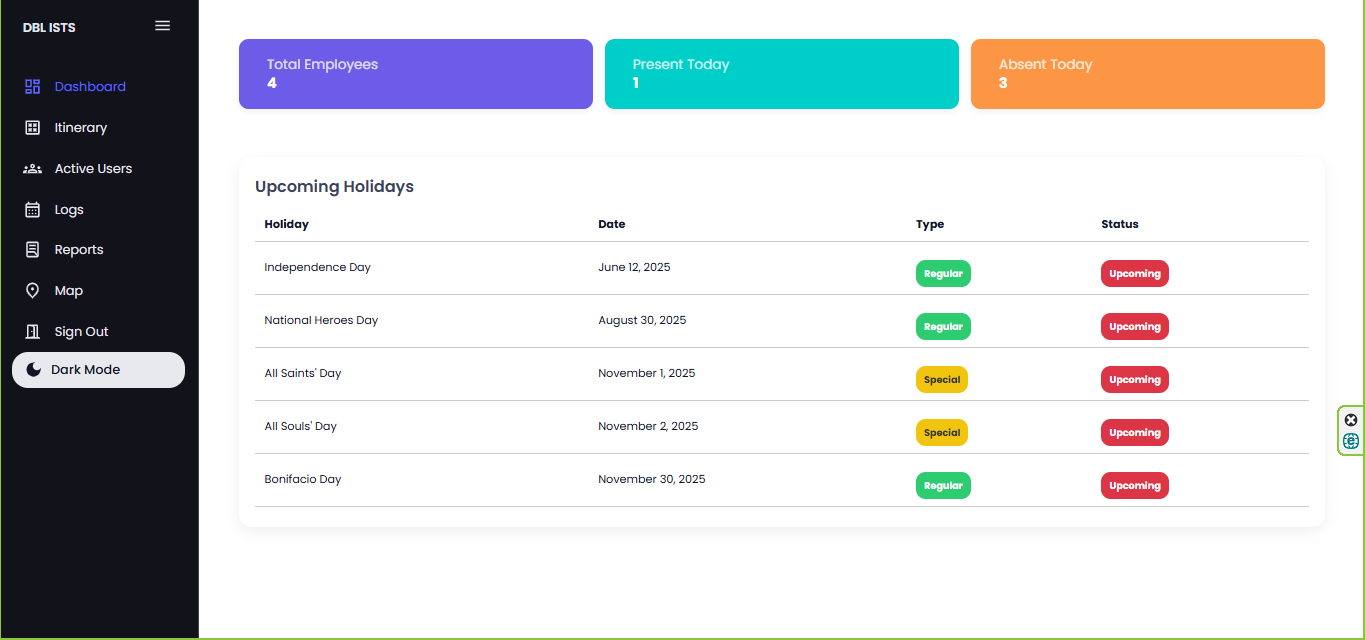 DBL ISTS
Dashboard
Itinerary
Active Users
Logs
Reports
Map
Sign Out
Dark Mode
Total Employees
4
Present Today
1
Absent Today
3
Upcoming Holidays
Holiday Date Type Status
Independence Day June 12, 2025 Regular Upcoming
National Heroes Day August 30, 2025 Regular Upcoming
All Saints' Day November 1, 2025 Special Upcoming
All Souls' Day November 2, 2025 Special Upcoming
Bonifacio Day November 30, 2025 Regular Upcoming